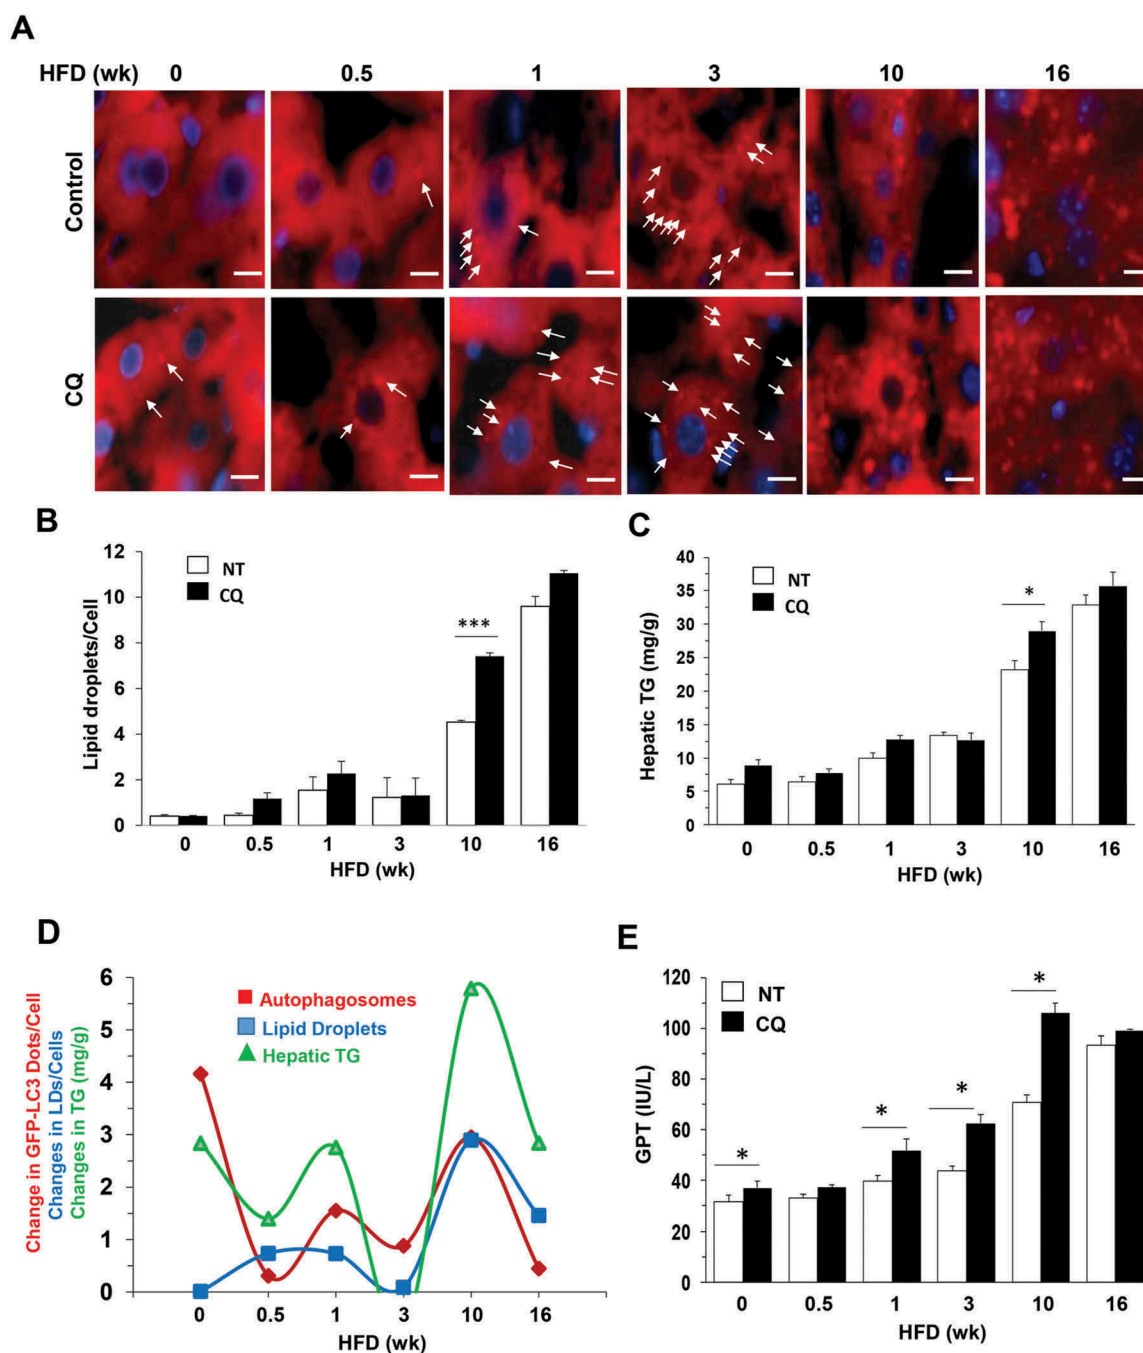 A
HFD (wk) 0 0.5 1 3 10 16
Control
CQ
B
Lipid droplets/Cell
12
10
8
6
4
2
0
NT
CQ
***
0 0.5 1 3 10 16
HFD (wk)
C
Hepatic TG (mg/g)
40
35
30
25
20
15
10
5
0
NT
CQ
*
0 0.5 1 3 10 16
HFD (wk)
D
Change in GFP-LC3 Dots/Cell
Changes in LDs/Cells
Changes in TG (mg/g)
6
5
4
3
2
1
0
Autophagosomes
Lipid Droplets
Hepatic TG
0 0.5 1 3 10 16
HFD (wk)
E
GPT (IU/L)
120
100
80
60
40
20
0
NT
CQ
* * * *
0 0.5 1 3 10 16
HFD (wk)